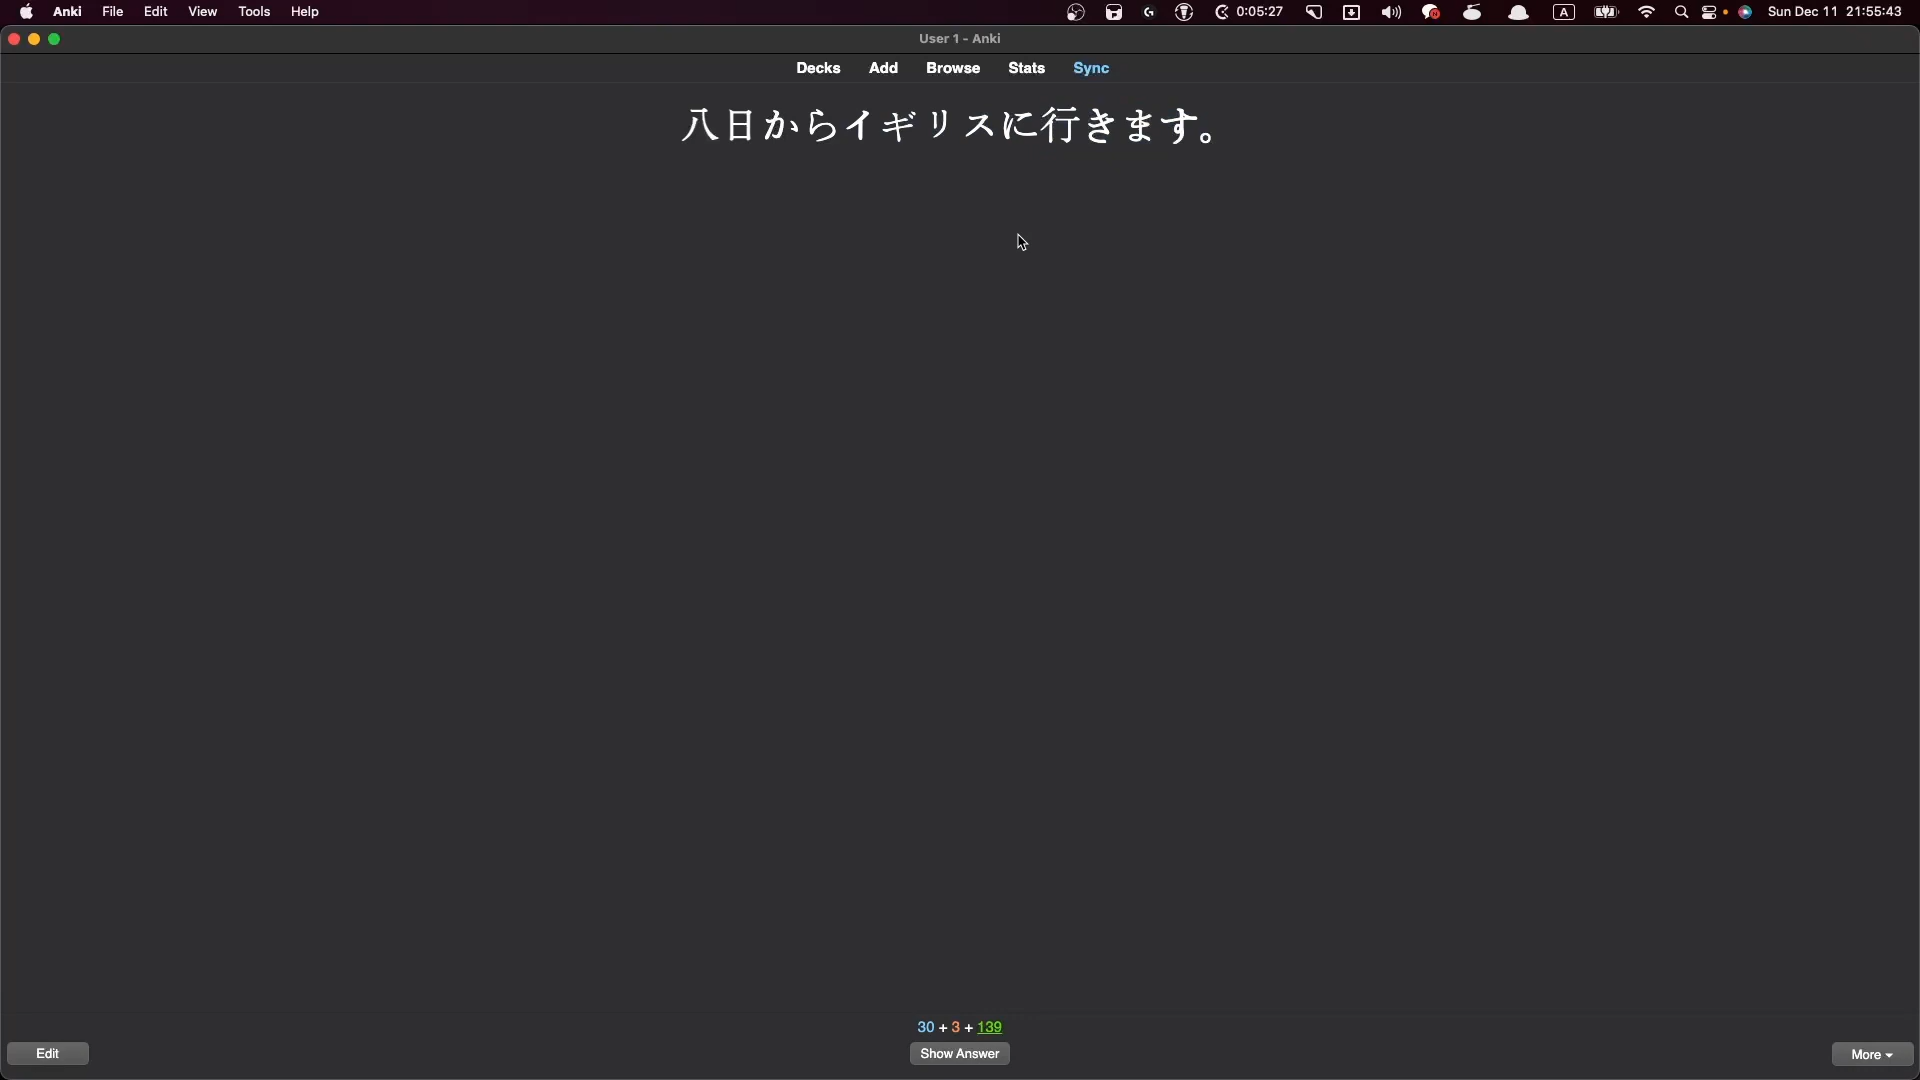 Anki File Edit View Tools Help 0:05:27 A Sun Dec 11 21:55:43
User 1 - Anki
Decks Add Browse Stats Sync
八日からイギリスに行きます。
30 + 3 + 139
Edit Show Answer More